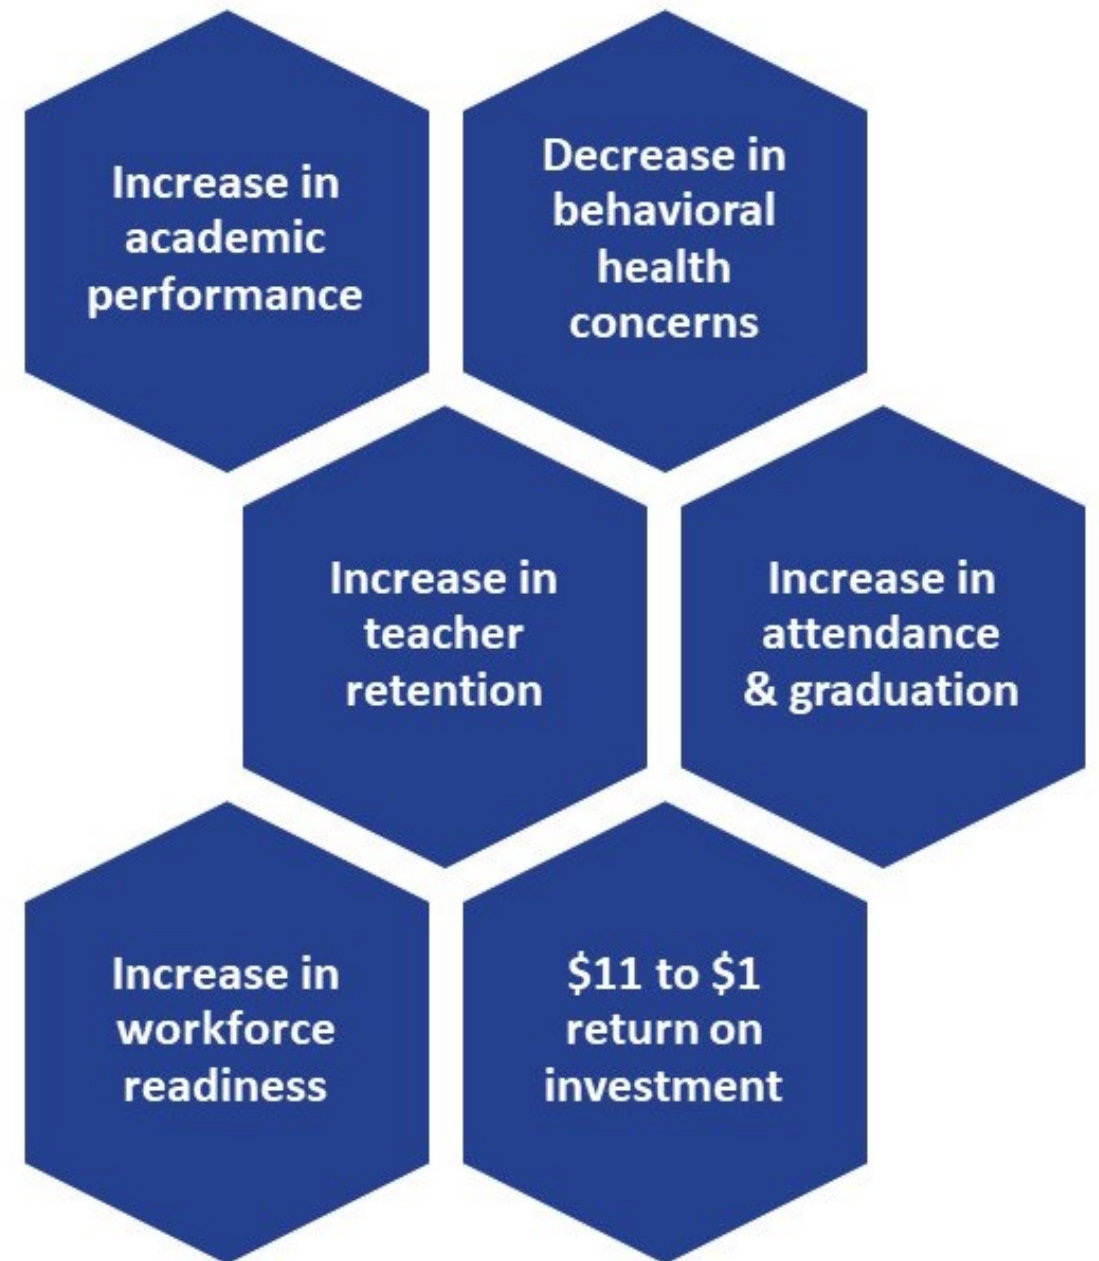 Increase in
academic
performance
Decrease in
behavioral
health
concerns
Increase in
teacher
retention
Increase in
attendance
& graduation
Increase in
workforce
readiness
$11 to $1
return on
investment